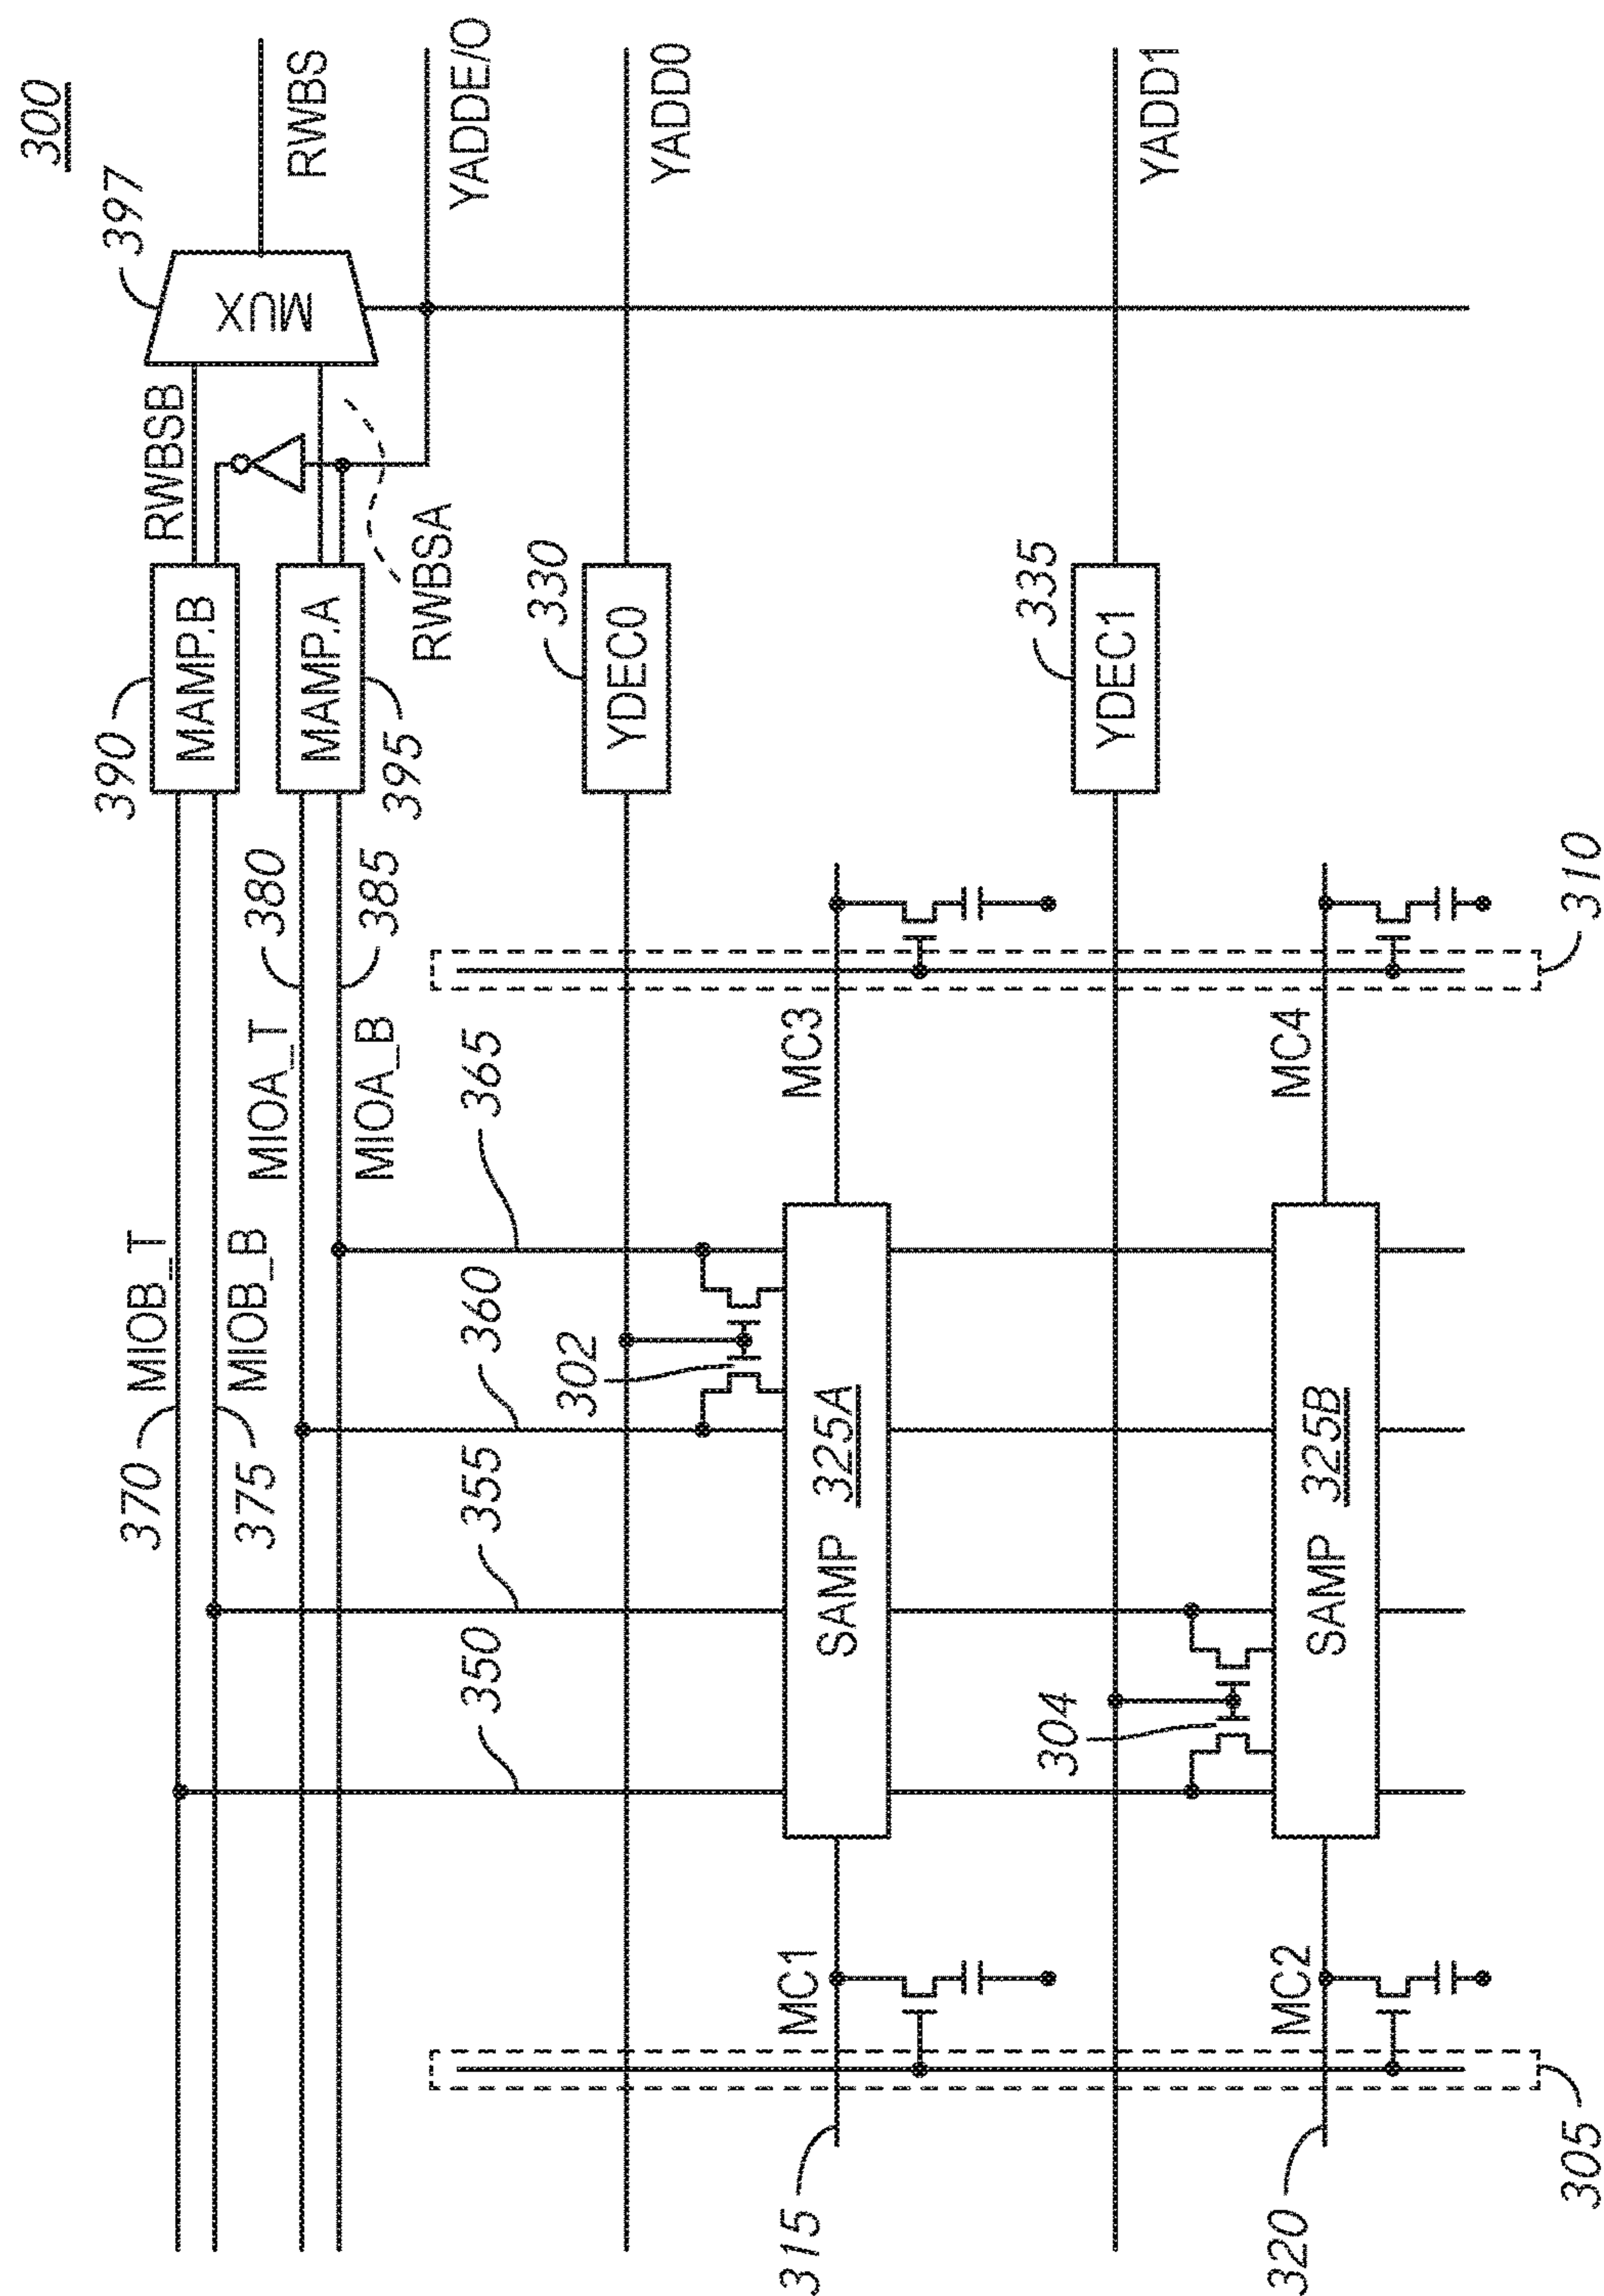 300
397
MUX
RWBS
YADDE/O
YADD0
YADD1
RWBSB
RWBSA
390
MAMP.B
MAMP.A
395
330
YDEC0
335
YDEC1
380
385
MIOA_T
MIOA_B
MIOB_T
MIOB_B
370
375
365
360
355
350
302
304
MC3
MC4
310
SAMP 325A
SAMP 325B
MC1
MC2
315
320
305